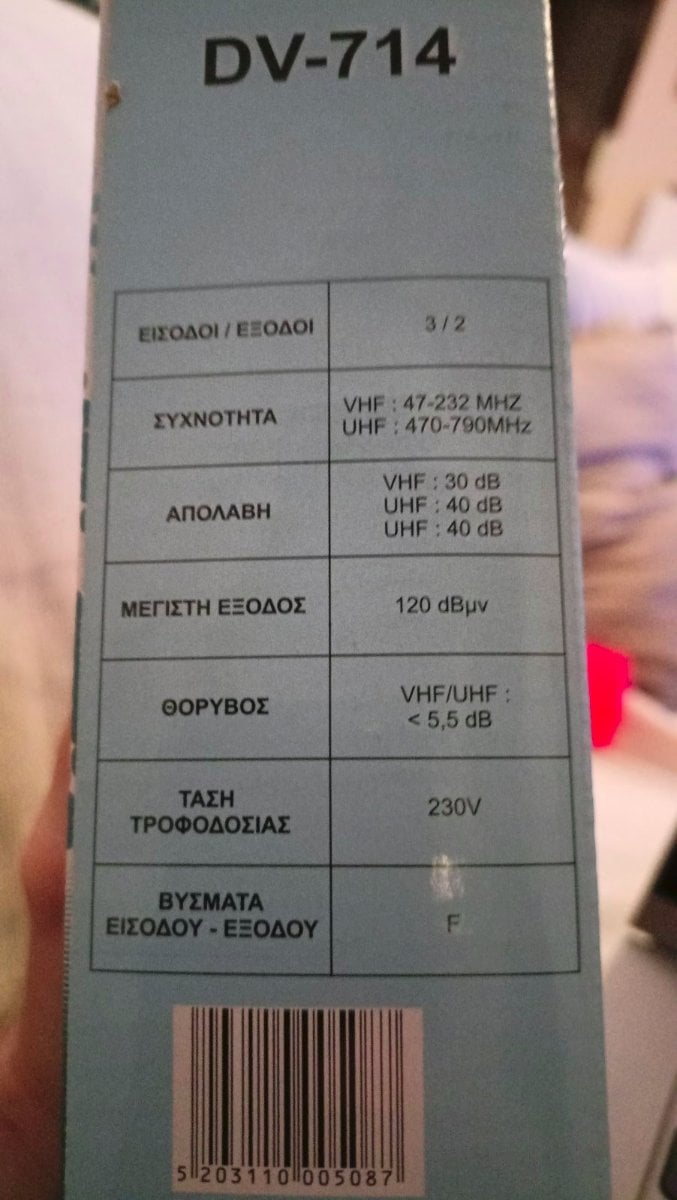 DV-714
ΕΙΣΟΔΟΙ / ΕΞΟΔΟΙ
3 / 2
ΣΥΧΝΟΤΗΤΑ
VHF : 47-232 MHZ
UHF : 470-790MHz
ΑΠΟΛΑΒΗ
VHF : 30 dB
UHF : 40 dB
UHF : 40 dB
ΜΕΓΙΣΤΗ ΕΞΟΔΟΣ
120 dBμv
ΘΟΡΥΒΟΣ
VHF/UHF :
< 5,5 dB
ΤΑΣΗ
ΤΡΟΦΟΔΟΣΙΑΣ
230V
ΒΥΣΜΑΤΑ
ΕΙΣΟΔΟΥ - ΕΞΟΔΟΥ
F
5 203110 005087